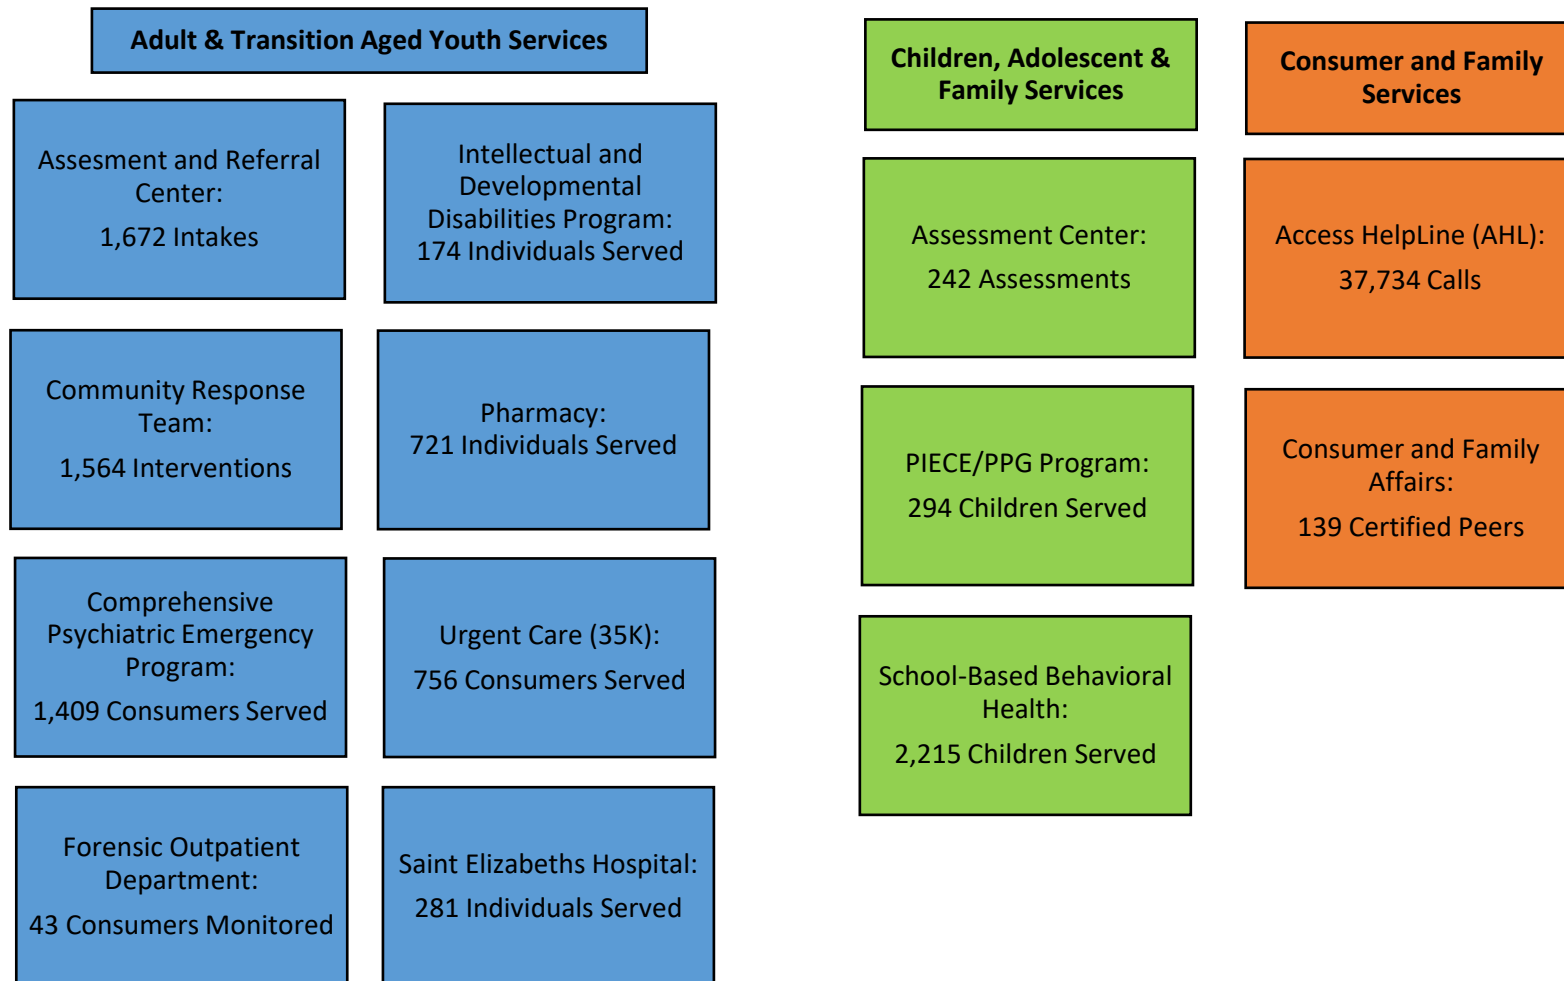 Adult & Transition Aged Youth Services
Assesment and Referral
Center:
1,672 Intakes
Intellectual and
Developmental
Disabilities Program:
174 Individuals Served
Community Response
Team:
1,564 Interventions
Pharmacy:
721 Individuals Served
Comprehensive
Psychiatric Emergency
Program:
1,409 Consumers Served
Urgent Care (35K):
756 Consumers Served
Forensic Outpatient
Department:
43 Consumers Monitored
Saint Elizabeths Hospital:
281 Individuals Served
Children, Adolescent &
Family Services
Assessment Center:
242 Assessments
PIECE/PPG Program:
294 Children Served
School-Based Behavioral
Health:
2,215 Children Served
Consumer and Family
Services
Access HelpLine (AHL):
37,734 Calls
Consumer and Family
Affairs:
139 Certified Peers